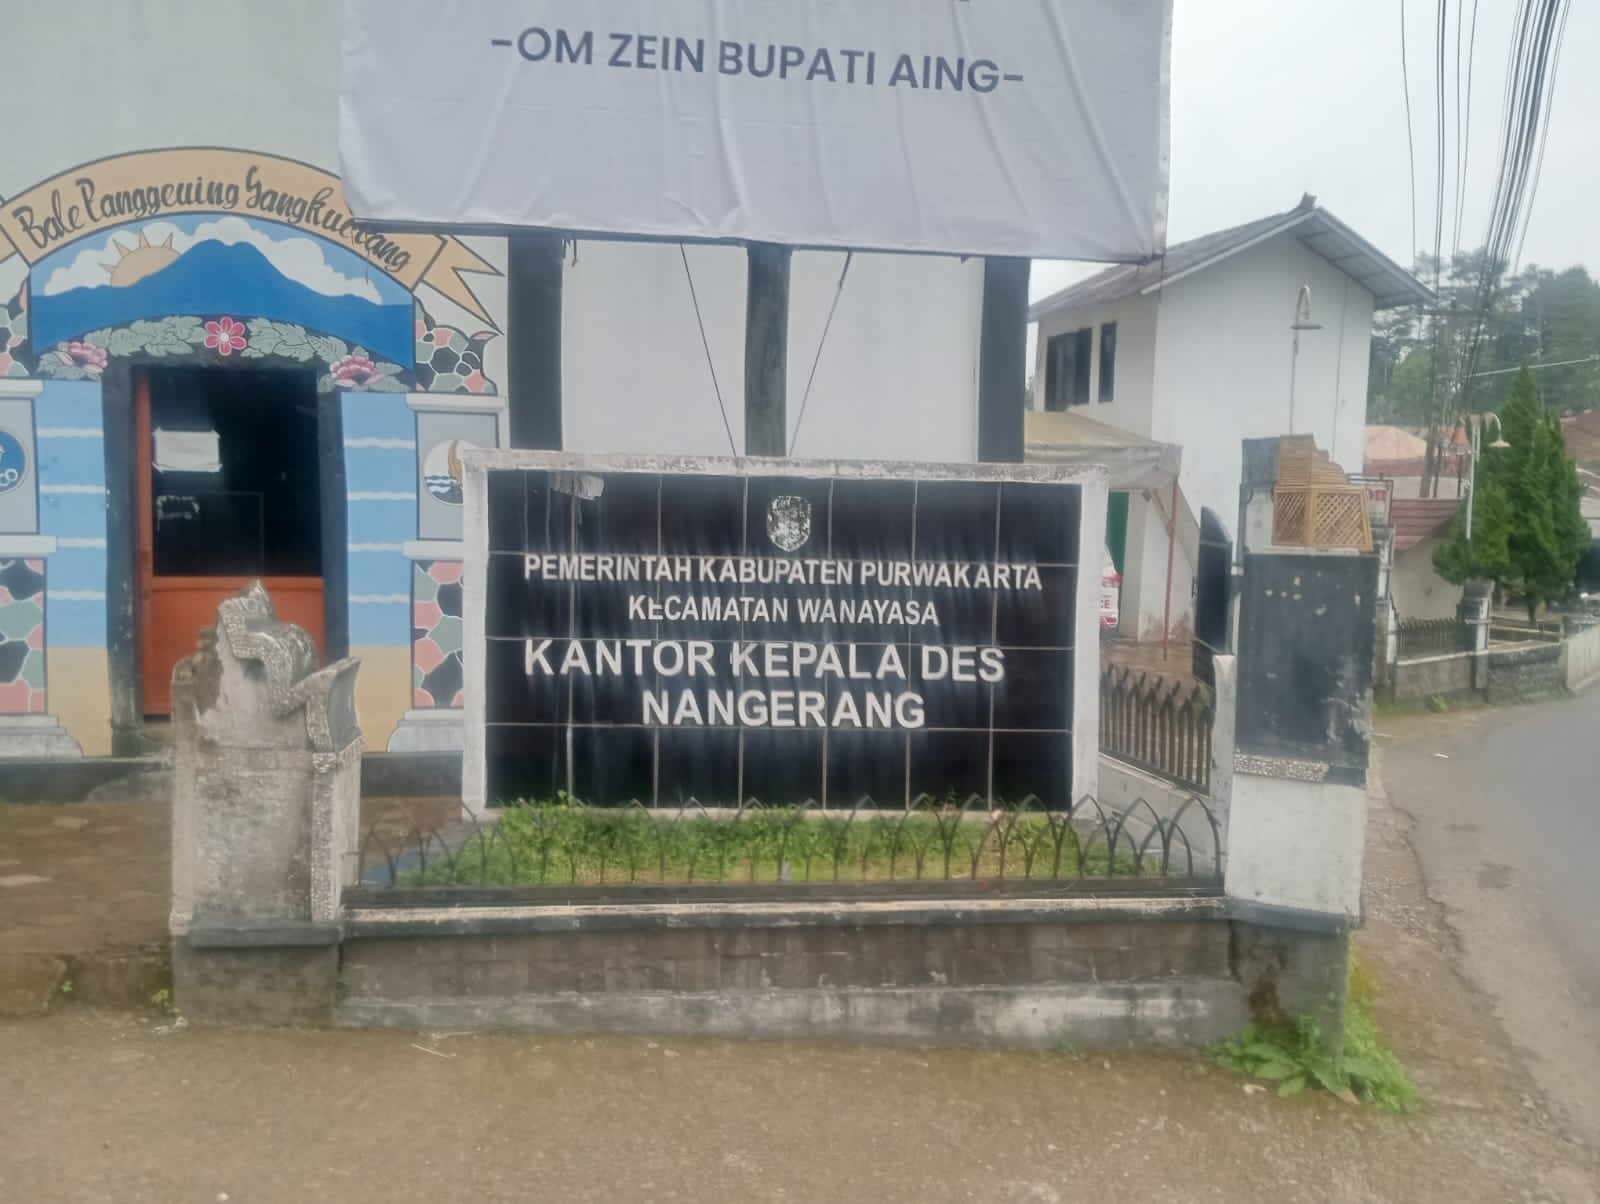 -OM ZEIN BUPATI AING-
Bale Panggeuing Sangkuriang
PEMERINTAH KABUPATEN PURWAKARTA
KECAMATAN WANAYASA
KANTOR KEPALA DES
NANGERANG